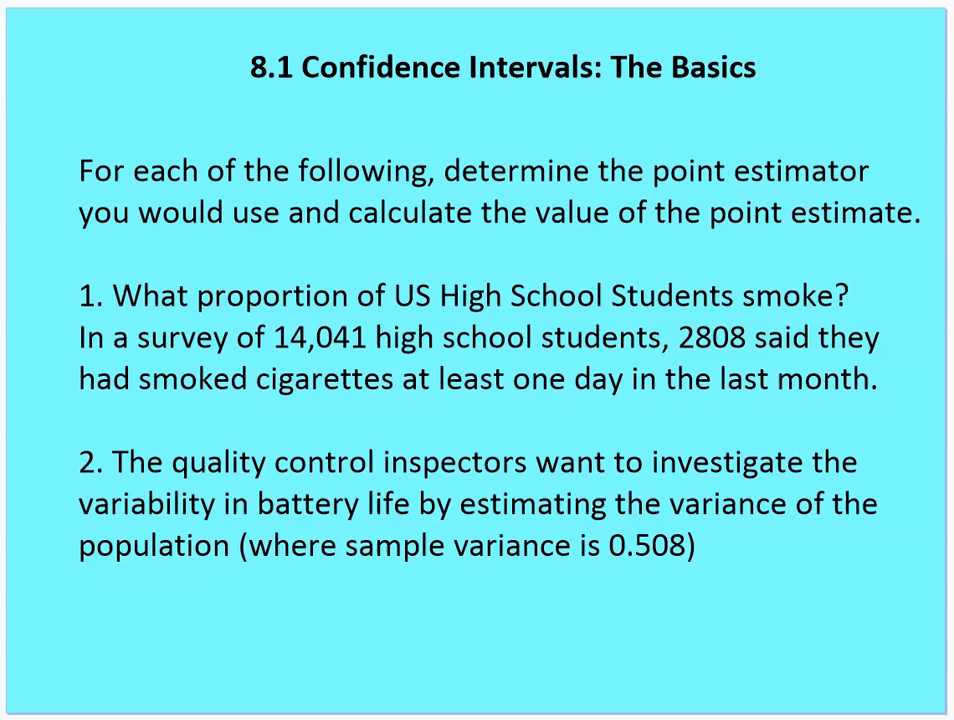 8.1 Confidence Intervals: The Basics
For each of the following, determine the point estimator
you would use and calculate the value of the point estimate.
1. What proportion of US High School Students smoke?
In a survey of 14,041 high school students, 2808 said they
had smoked cigarettes at least one day in the last month.
2. The quality control inspectors want to investigate the
variability in battery life by estimating the variance of the
population (where sample variance is 0.508)